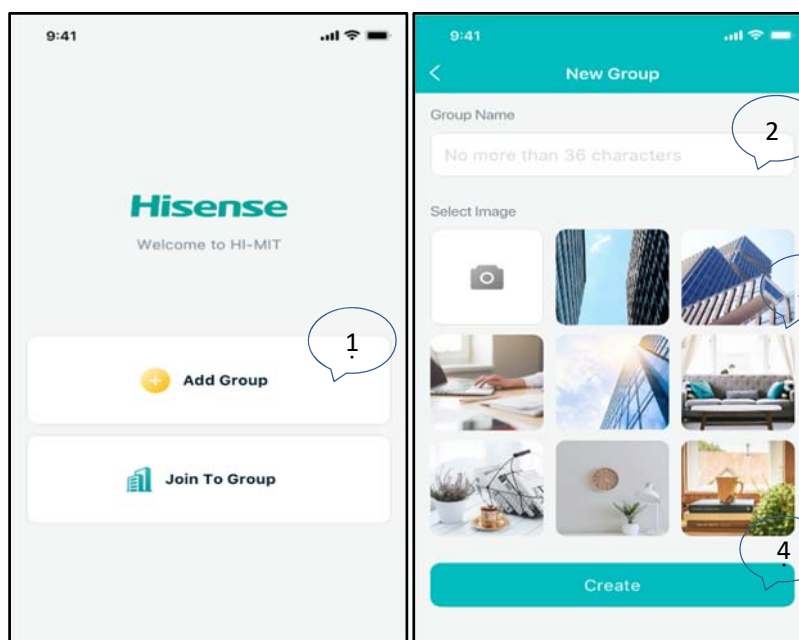 9:41
Hisense
Welcome to HI-MIT
1.
Add Group
Join To Group
9:41
New Group
Group Name
2
No more than 36 characters
Select Image
4.
Create